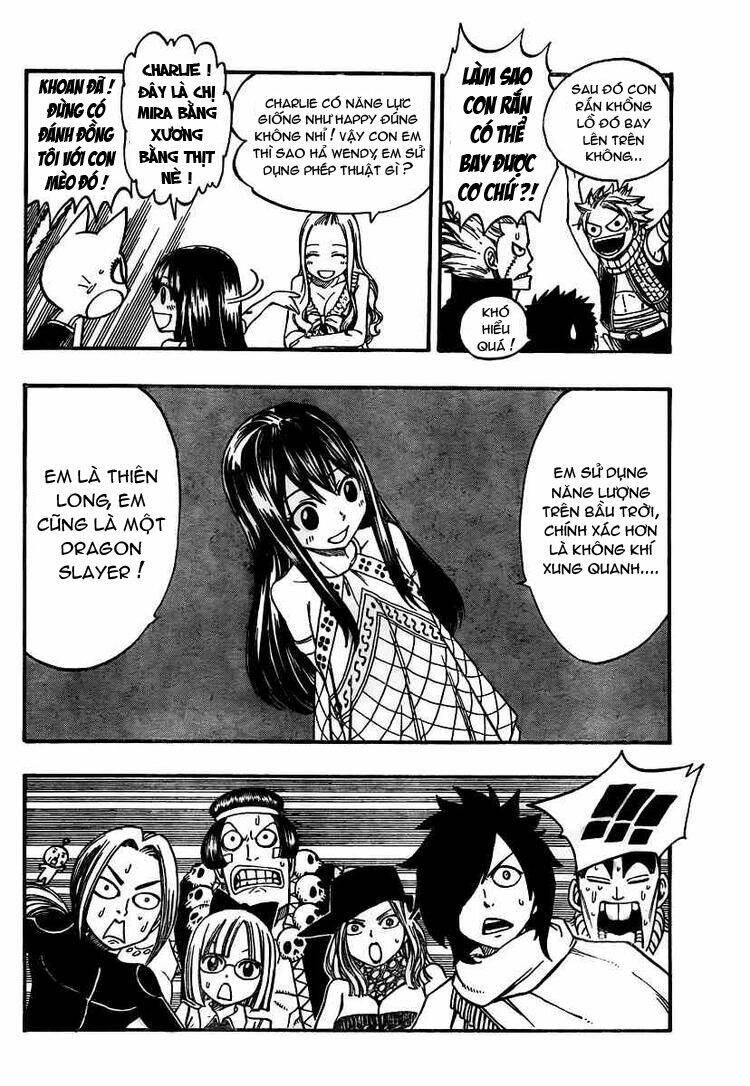 SAU ĐÓ CON
RẮN KHỔNG
LỒ ĐÓ BAY
LÊN TRÊN
KHÔNG..
LÀM SAO
CON RẮN
CÓ THỂ
BAY ĐƯỢC
CƠ CHỨ ?!
KHÓ
HIỂU
QUÁ !
CHARLIE CÓ NĂNG LỰC
GIỐNG NHƯ HAPPY ĐÚNG
KHÔNG NHỈ ! VẬY CON EM
THÌ SAO HẢ WENDY, EM SỬ
DỤNG PHÉP THUẬT GÌ ?
CHARLIE !
ĐÂY LÀ CHỊ
MIRA BẰNG
XƯƠNG
BẰNG THỊT
NÈ !
KHOAN ĐÃ !
ĐỪNG CÓ
ĐÁNH ĐỒNG
TÔI VỚI CON
MÈO ĐÓ !
EM SỬ DỤNG
NĂNG LƯỢNG
TRÊN BẦU TRỜI,
CHÍNH XÁC HƠN
LÀ KHÔNG KHÍ
XUNG QUANH....
EM LÀ THIÊN
LONG, EM
CŨNG LÀ MỘT
DRAGON
SLAYER !
!!!